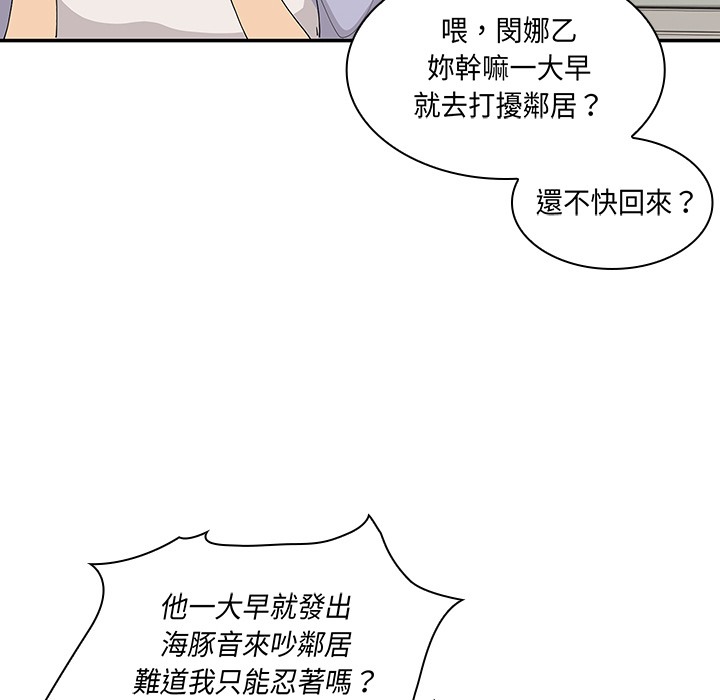 喂，閔娜乙
妳幹嘛一大早
就去打擾鄰居？
還不快回來？
他一大早就發出
海豚音來吵鄰居
難道我只能忍著嗎？